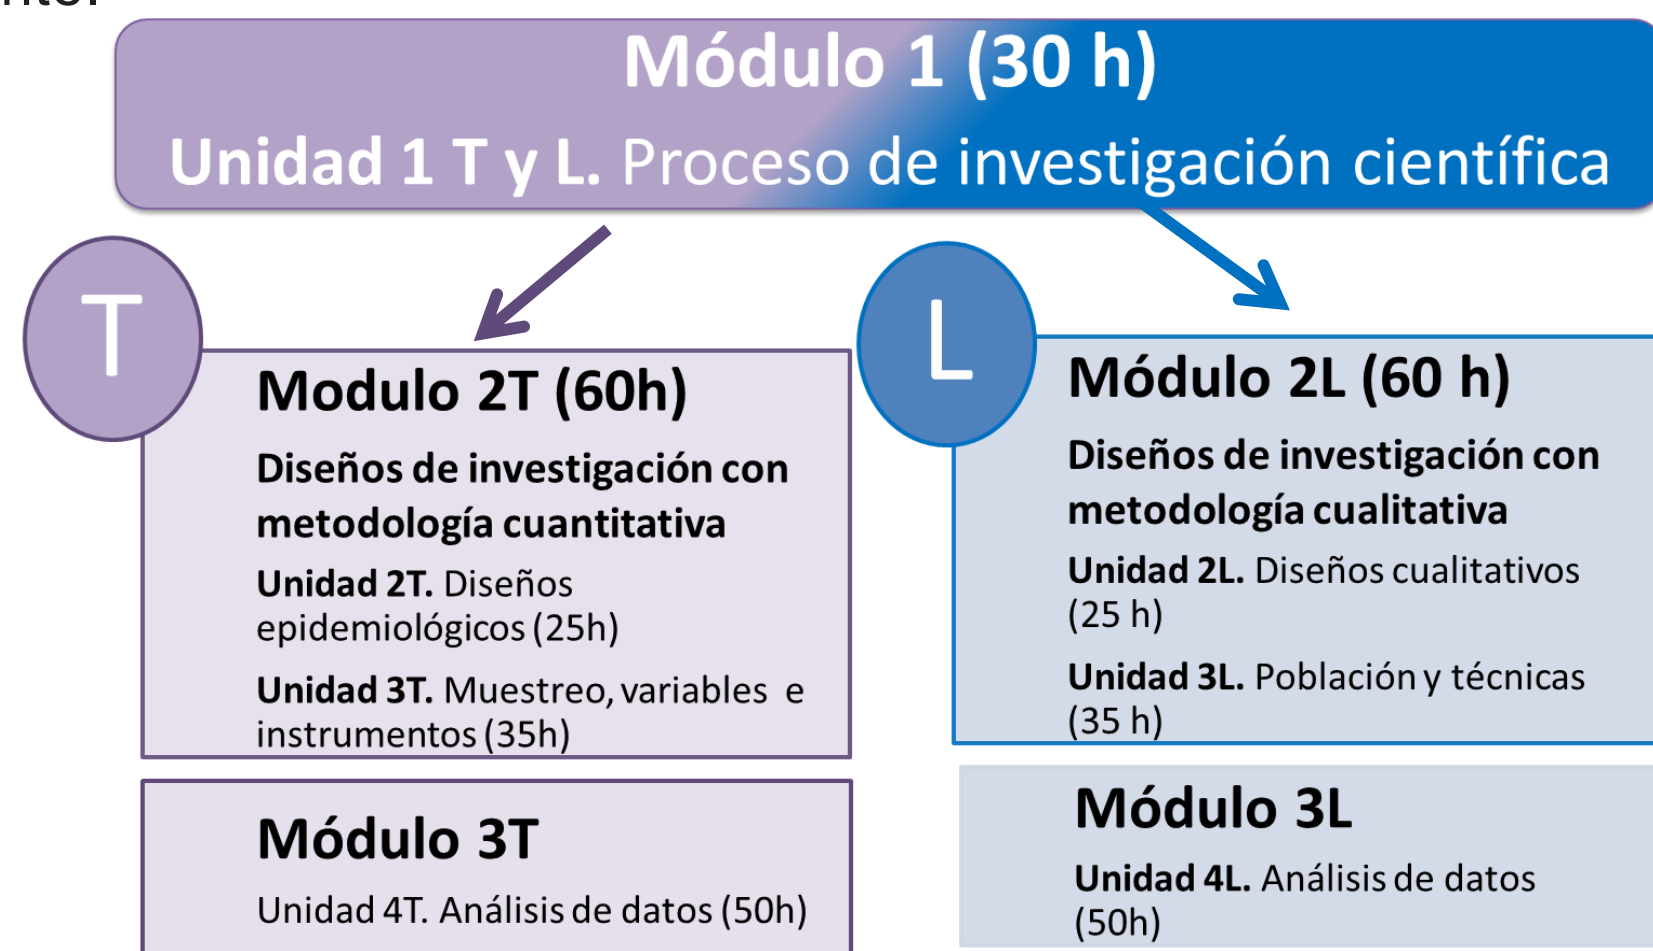 Módulo 1 (30 h)
Unidad 1 T y L. Proceso de investigación científica
T
Modulo 2T (60h)
Diseños de investigación con
metodología cuantitativa
Unidad 2T. Diseños
epidemiológicos (25h)
Unidad 3T. Muestreo, variables e
instrumentos (35h)
Módulo 3T
Unidad 4T. Análisis de datos (50h)
L
Módulo 2L (60 h)
Diseños de investigación con
metodología cualitativa
Unidad 2L. Diseños cualitativos
(25 h)
Unidad 3L. Población y técnicas
(35 h)
Módulo 3L
Unidad 4L. Análisis de datos
(50h)